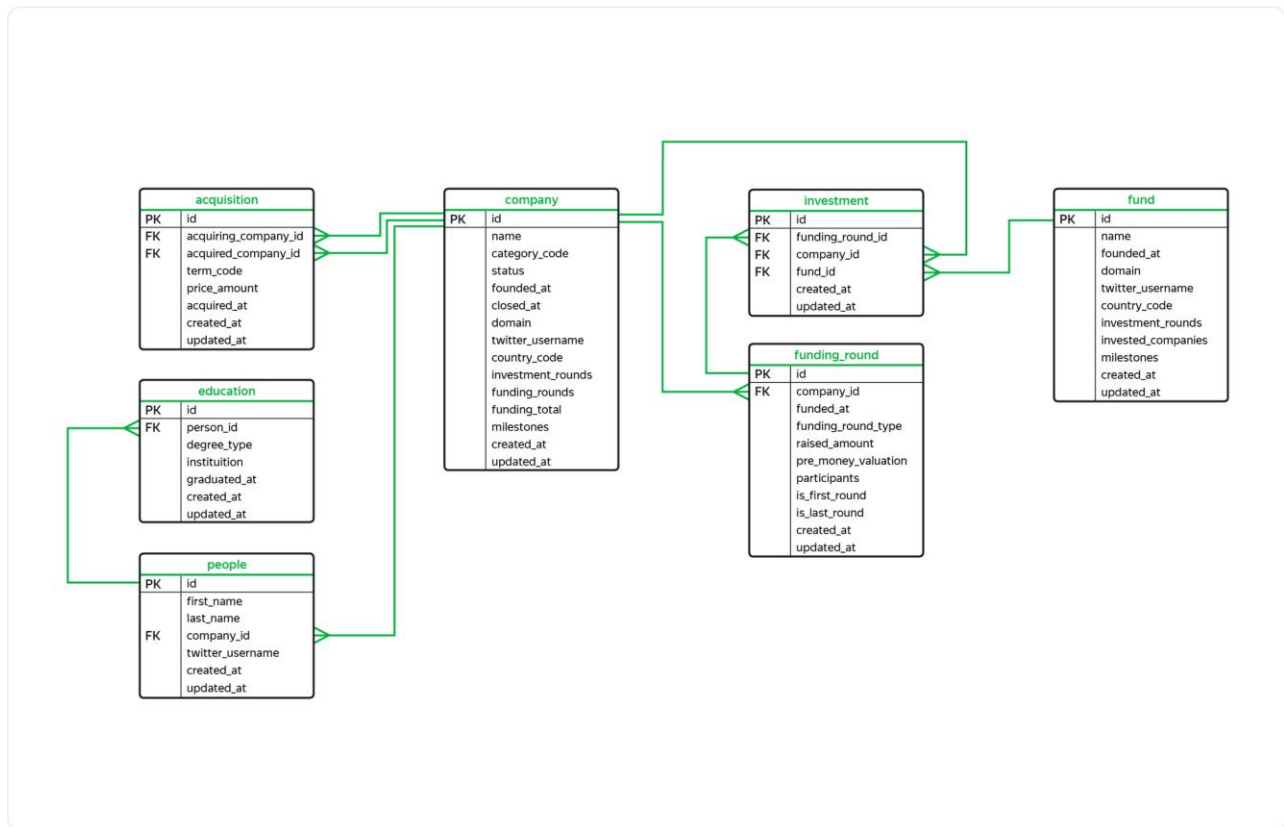 acquisition
PK id
FK acquiring_company_id
FK acquired_company_id
term_code
price_amount
acquired_at
created_at
updated_at
education
PK id
FK person_id
degree_type
instituition
graduated_at
created_at
updated_at
people
PK id
first_name
last_name
FK company_id
twitter_username
created_at
updated_at
company
PK id
name
category_code
status
founded_at
closed_at
domain
twitter_username
country_code
investment_rounds
funding_rounds
funding_total
milestones
created_at
updated_at
investment
PK id
FK funding_round_id
FK company_id
FK fund_id
created_at
updated_at
funding_round
PK id
FK company_id
funded_at
funding_round_type
raised_amount
pre_money_valuation
participants
is_first_round
is_last_round
created_at
updated_at
fund
PK id
name
founded_at
domain
twitter_username
country_code
investment_rounds
invested_companies
milestones
created_at
updated_at